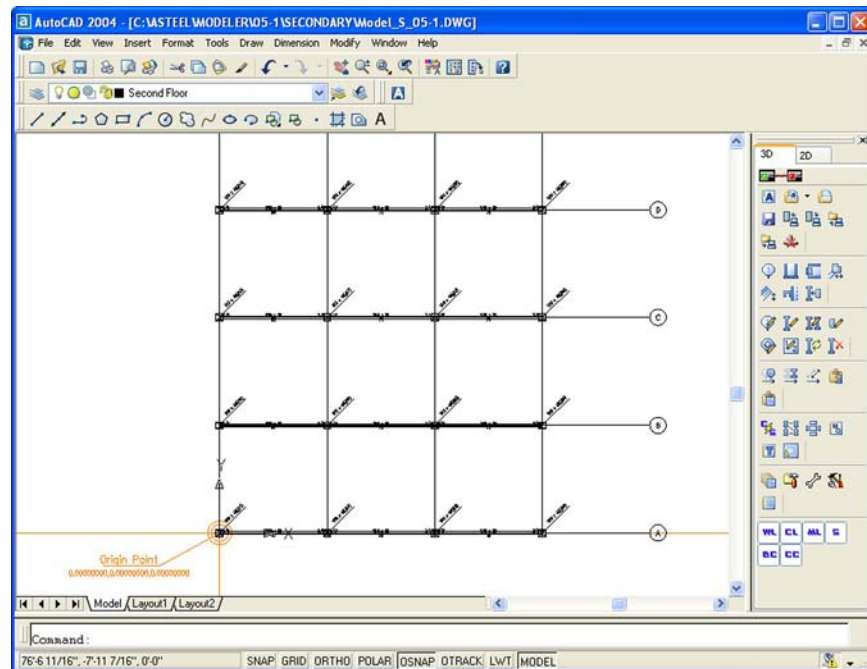 AutoCAD 2004 - [C:\ASTEEL\MODELER\05-1\SECONDARY\Model_S_05-1.DWG]
File Edit View Insert Format Tools Draw Dimension Modify Window Help
Second Floor
3D 2D
D
C
B
Y
X
A
Origin Point
0.00000000,0.00000000,0.00000000
WL CL ML S
BC CC
Model Layout1 Layout2
Command:
76'-6 11/16", -7'-11 7/16", 0'-0" SNAP GRID ORTHO POLAR OSNAP OTRACK LWT MODEL